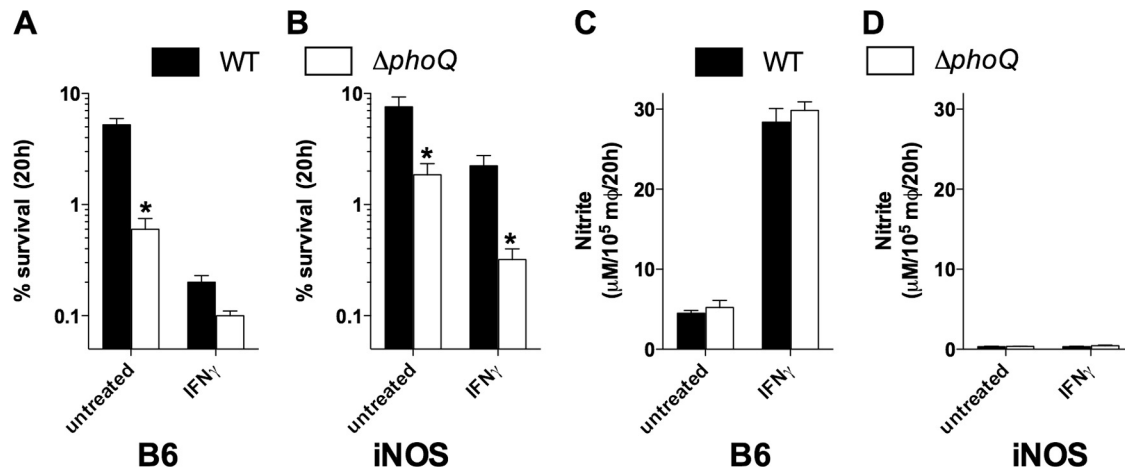 A
B
C
D
WT
ΔphoQ
WT
ΔphoQ
% survival (20h)
10
1
0.1
untreated
IFNγ
B6
% survival (20h)
10
1
0.1
*
*
*
untreated
IFNγ
iNOS
Nitrite
(μM/10⁵ mϕ/20h)
30
20
10
0
untreated
IFNγ
B6
Nitrite
(μM/10⁵ mϕ/20h)
30
20
10
0
untreated
IFNγ
iNOS